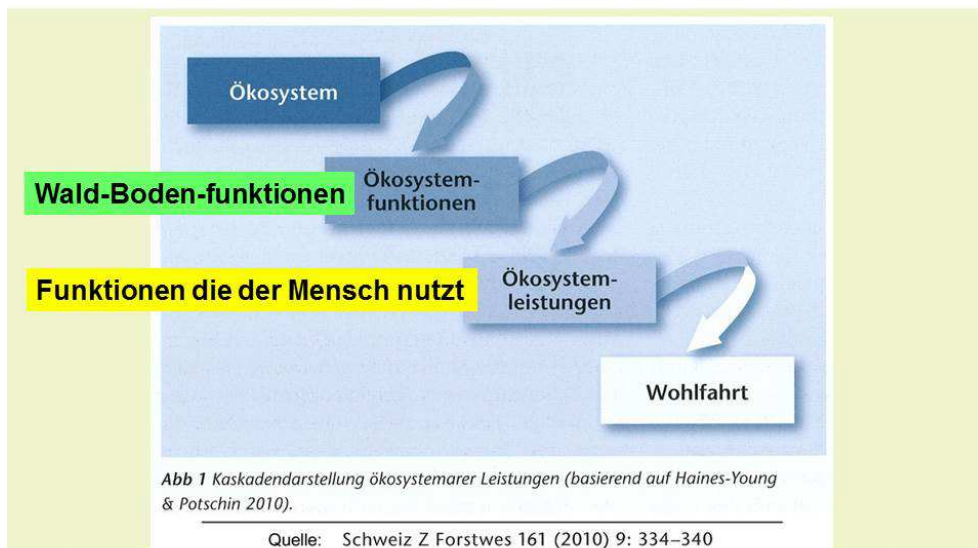 Ökosystem
Wald-Boden-funktionen
Ökosystem-
funktionen
Funktionen die der Mensch nutzt
Ökosystem-
leistungen
Wohlfahrt
Abb 1 Kaskadendarstellung ökosystemarer Leistungen (basierend auf Haines-Young
& Potschin 2010).
Quelle: Schweiz Z Forstwes 161 (2010) 9: 334–340